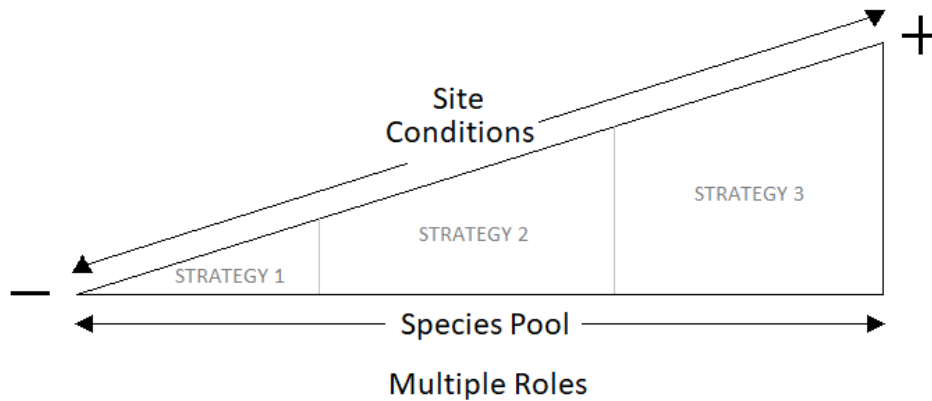 +
Site
Conditions
STRATEGY 3
STRATEGY 2
STRATEGY 1
−
Species Pool
Multiple Roles